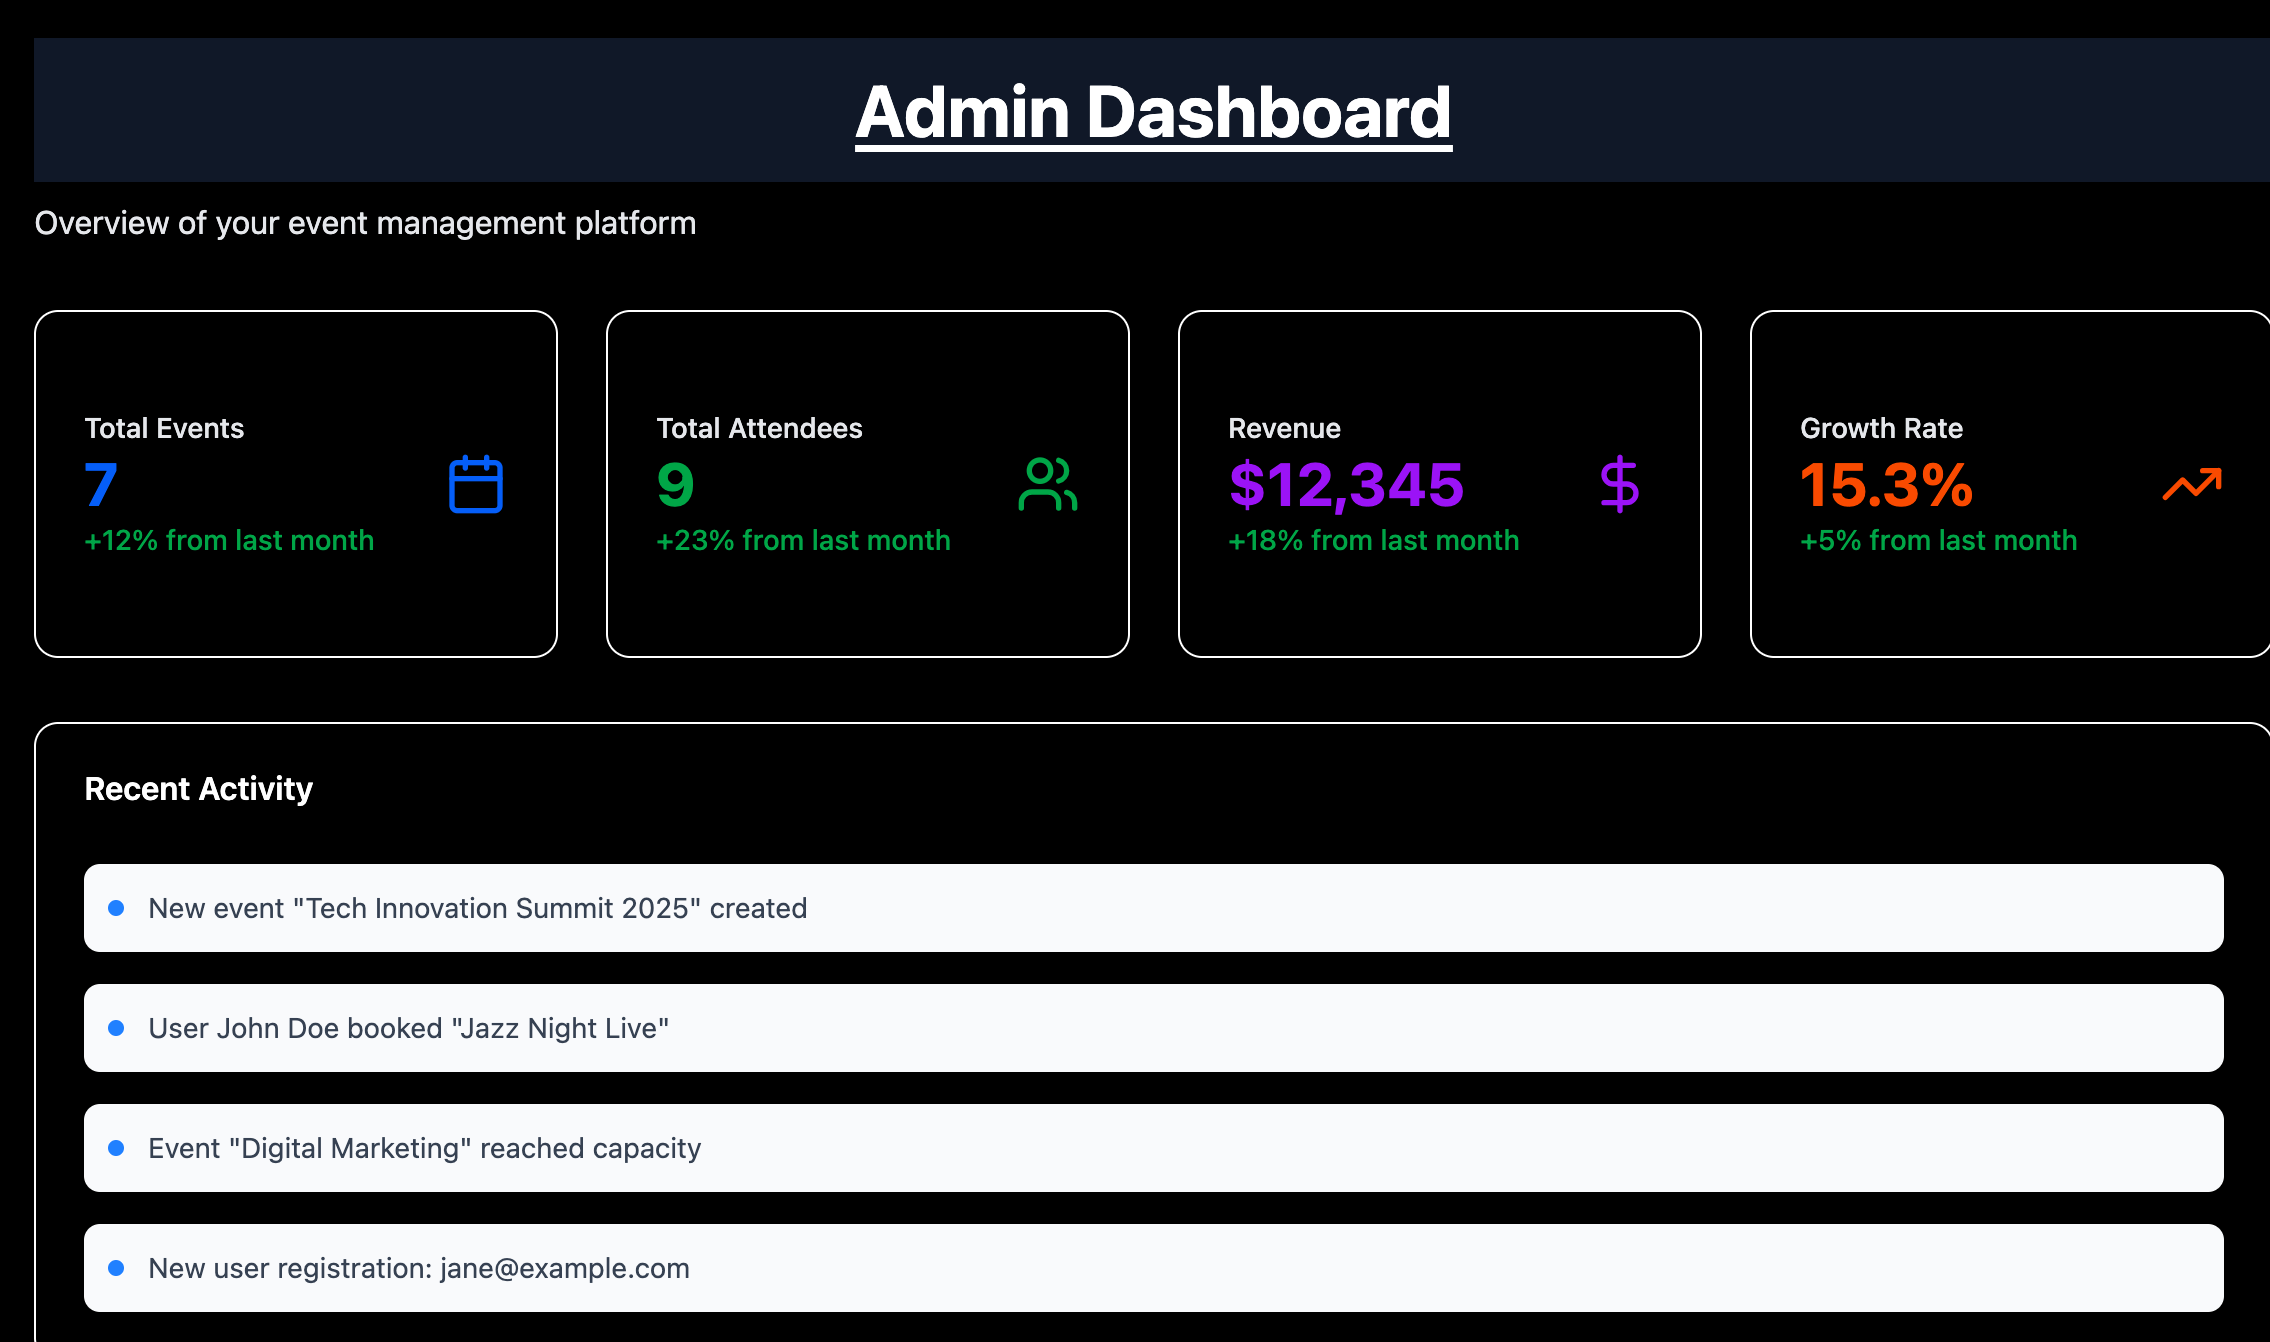 Admin Dashboard
Overview of your event management platform
Total Events
7
+12% from last month
Total Attendees
9
+23% from last month
Revenue
$12,345
+18% from last month
Growth Rate
15.3%
+5% from last month
Recent Activity
New event "Tech Innovation Summit 2025" created
User John Doe booked "Jazz Night Live"
Event "Digital Marketing" reached capacity
New user registration: jane@example.com